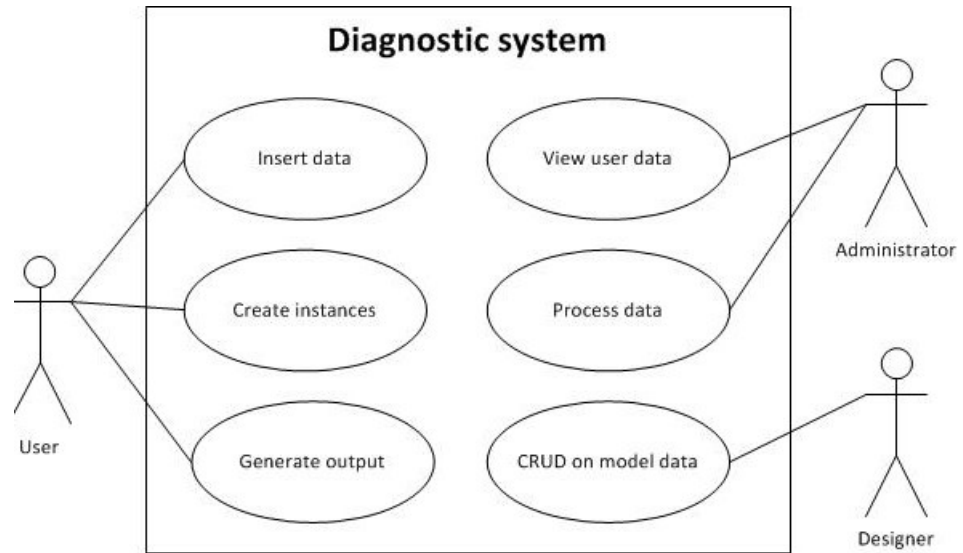 Diagnostic system
Insert data
View user data
Administrator
Create instances
Process data
User
Generate output
CRUD on model data
Designer